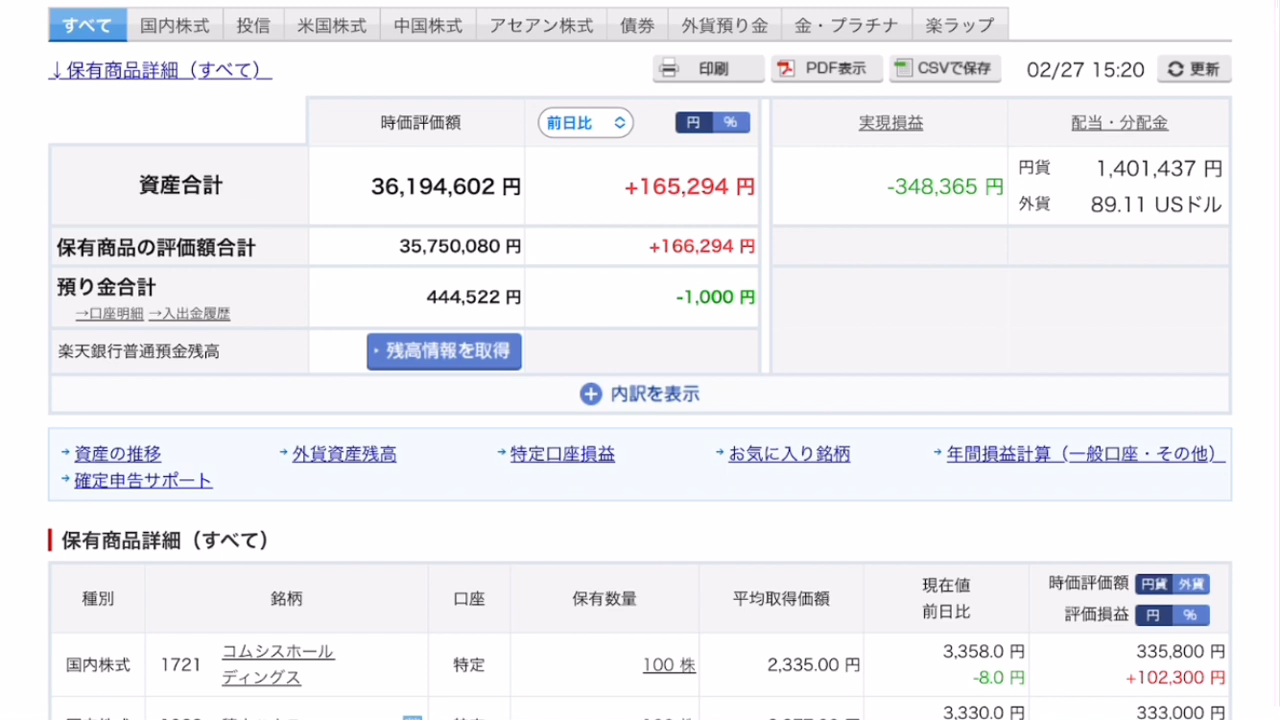 すべて 国内株式 投信 米国株式 中国株式 アセアン株式 債券 外貨預り金 金・プラチナ 楽ラップ
↓保有商品詳細（すべて） 印刷 PDF表示 CSVで保存 02/27 15:20 更新
時価評価額 前日比 円 % 実現損益 配当・分配金
資産合計 36,194,602 円 +165,294 円 -348,365 円 円貨 1,401,437 円
外貨 89.11 USドル
保有商品の評価額合計 35,750,080 円 +166,294 円
預り金合計 444,522 円 -1,000 円
→口座明細 →入出金履歴
楽天銀行普通預金残高 残高情報を取得
内訳を表示
資産の推移 外貨資産残高 特定口座損益 お気に入り銘柄 年間損益計算（一般口座・その他）
確定申告サポート
保有商品詳細（すべて）
種別 銘柄 口座 保有数量 平均取得価額 現在値 時価評価額 円貨 外貨
前日比 評価損益 円 %
国内株式 1721 コムシスホール 特定 100 株 2,335.00 円 3,358.0 円 335,800 円
ディングス -8.0 円 +102,300 円
3,330.0 円 333,000 円